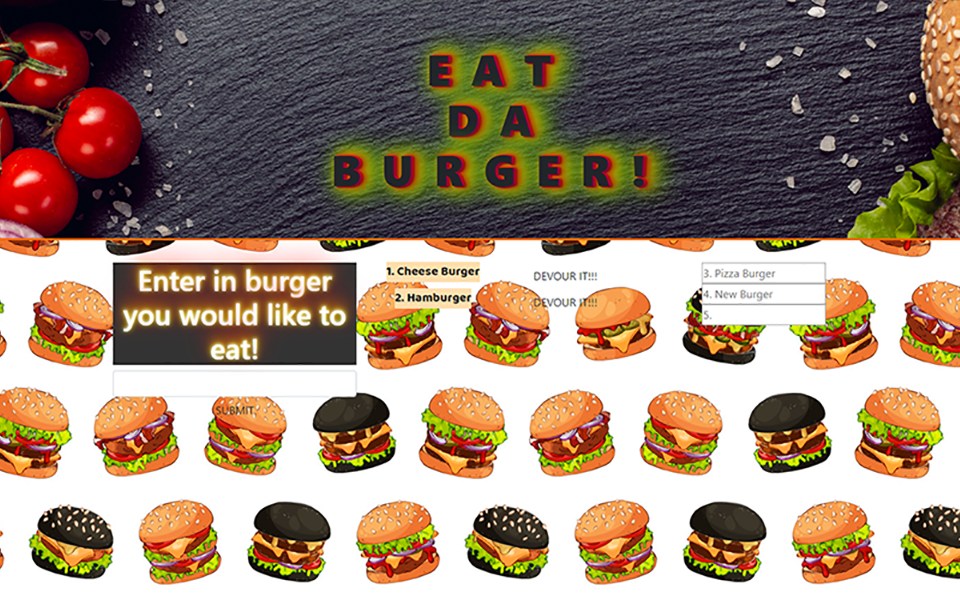 EAT
DA
BURGER!
Enter in burger
you would like to
eat!
SUBMIT
1. Cheese Burger
DEVOUR IT!!!
2. Hamburger
DEVOUR IT!!!
3. Pizza Burger
4. New Burger
5.